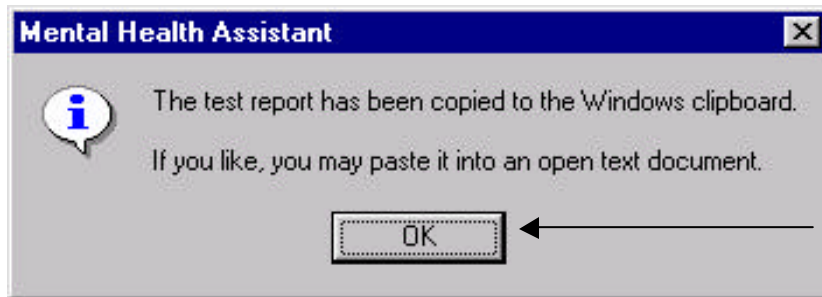 Mental Health Assistant
The test report has been copied to the Windows clipboard.
If you like, you may paste it into an open text document.
OK